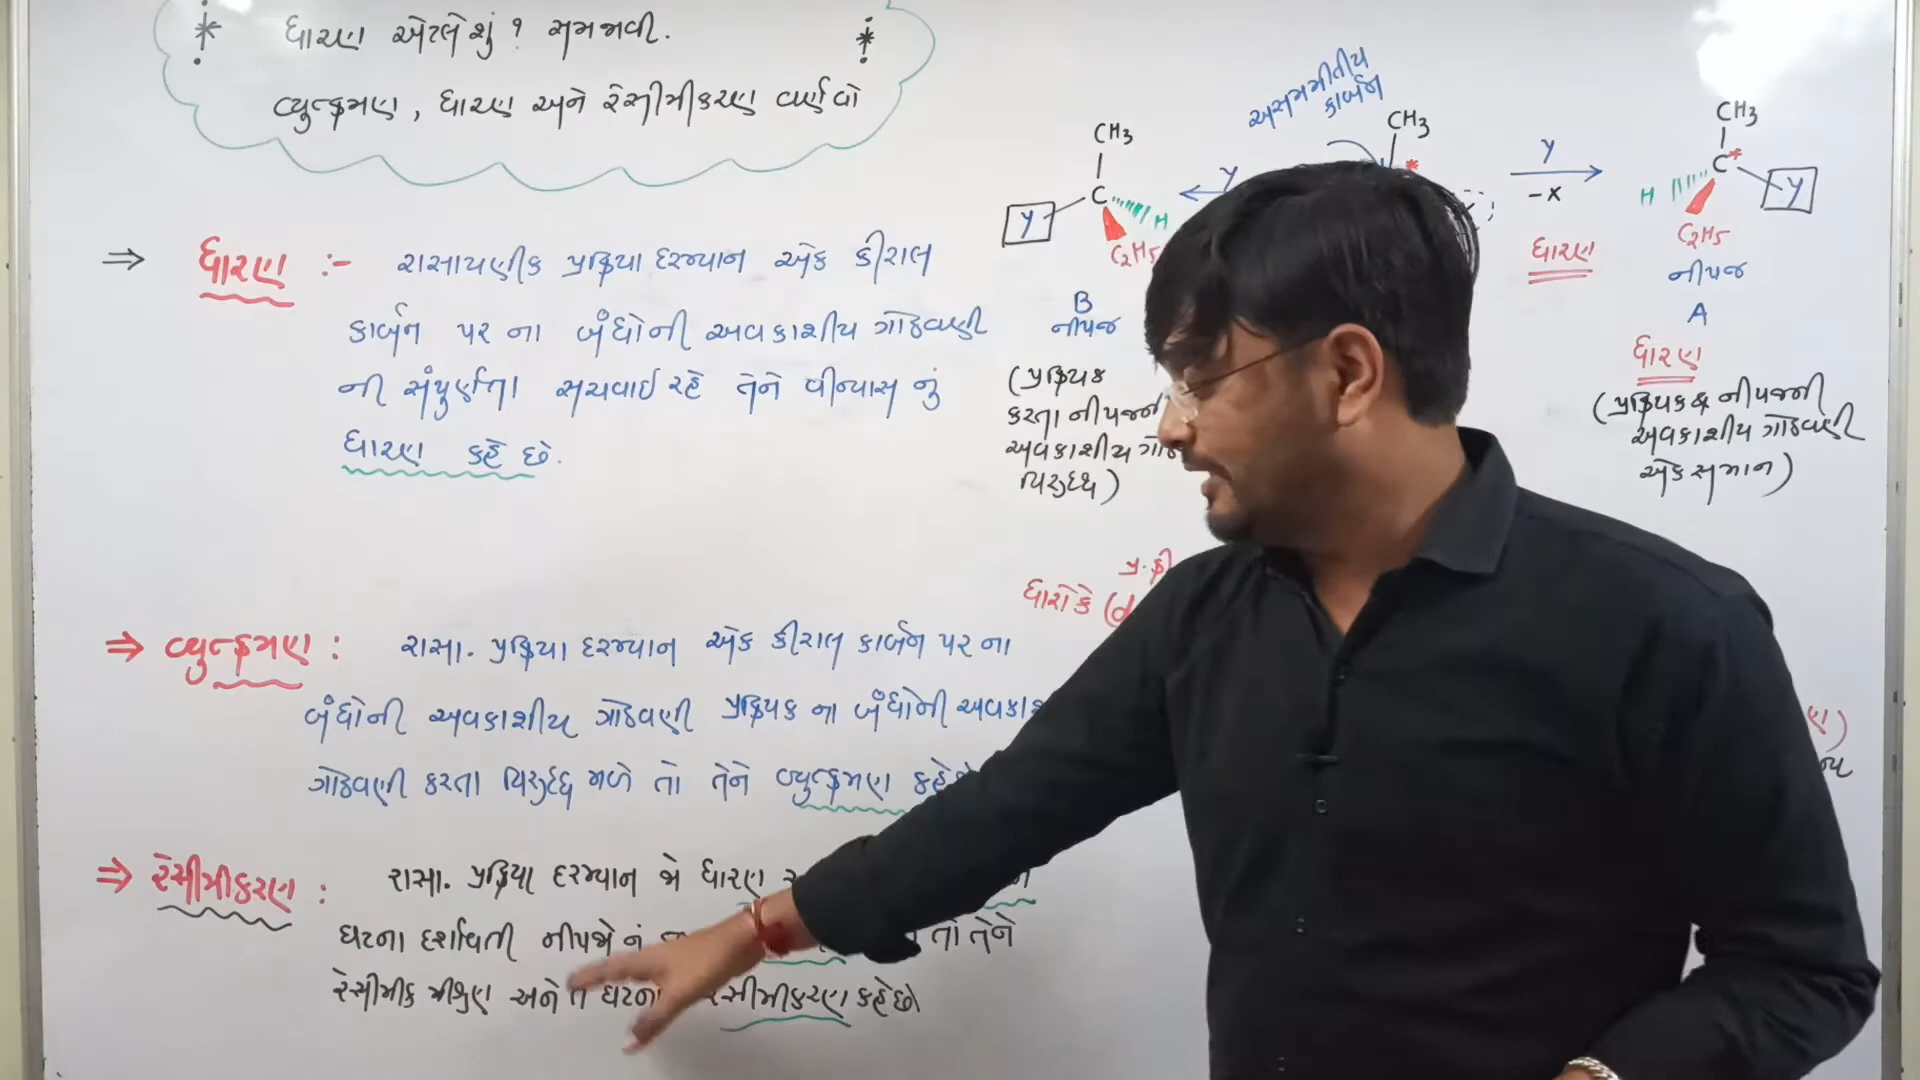 * ધારણ એટલે શું ? સમજાવી. *
વ્યુત્ક્રમણ , ધારણ અને રેસીમીકરણ વર્ણવો
⇒ ધારણ :- રાસાયણીક પ્રક્રિયા દરમ્યાન એક કીરાલ
કાર્બન પર ના બંધોની અવકાશીય ગોઠવણી
ની સંપુર્ણતા સચવાઈ રહે તેને વીન્યાસ નું
ધારણ કહે છે.
⇒ વ્યુત્ક્રમણ : રાસા. પ્રક્રિયા દરમ્યાન એક કીરાલ કાર્બન પર ના
બંધોની અવકાશીય ગોઠવણી પ્રક્રિયક ના બંધોની
ગોઠવણી કરતા વિરુદ્ધ મળે તો તેને વ્યુત્ક્રમણ
⇒ રેસીમીકરણ : રાસા. પ્રક્રિયા દરમ્યાન જે ધારણ
ઘટના દર્શાવતી નીપજો નું તો તેને
રેસીમીક મીશ્રણ અને તે ઘટના રેસીમીકરણ કહે છે
અસમમીતીય
કાર્બન
CH3
C
H
C2H5
Y
Y
B
નીપજ
(પ્રક્રિયક
કરતા નીપજની
અવકાશીય
વિરુદ્ધ)
CH3
*
Y
-X
ધારણ
CH3
C*
H
Y
C2H5
નીપજ
A
ધારણ
(પ્રક્રિયક & નીપજની
અવકાશીય ગોઠવણી
એક સમાન)
પ્ર.ક્રી
ધારો કે (d